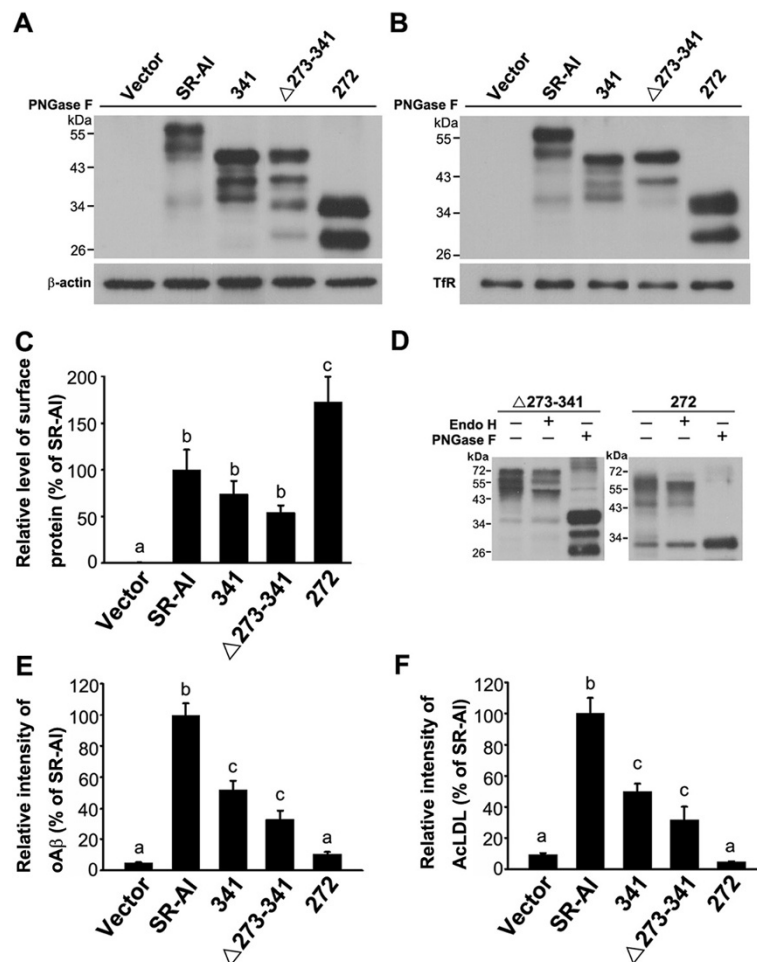 A
Vector
SR-AI
341
△273-341
272
PNGase F
kDa
55
43
34
26
β-actin
B
Vector
SR-AI
341
△273-341
272
PNGase F
kDa
55
43
34
26
TfR
C
Relative level of surface
protein (% of SR-AI)
200
150
100
50
0
a
b
b
b
c
Vector
SR-AI
341
△273-341
272
D
△273-341
272
Endo H − + −
− + −
PNGase F − − +
− − +
kDa
72
55
43
34
26
kDa
72
55
43
34
E
Relative intensity of
oAβ (% of SR-AI)
120
100
80
60
40
20
0
a
b
c
c
a
Vector
SR-AI
341
△273-341
272
F
Relative intensity of
AcLDL (% of SR-AI)
120
100
80
60
40
20
0
a
b
c
c
a
Vector
SR-AI
341
△273-341
272